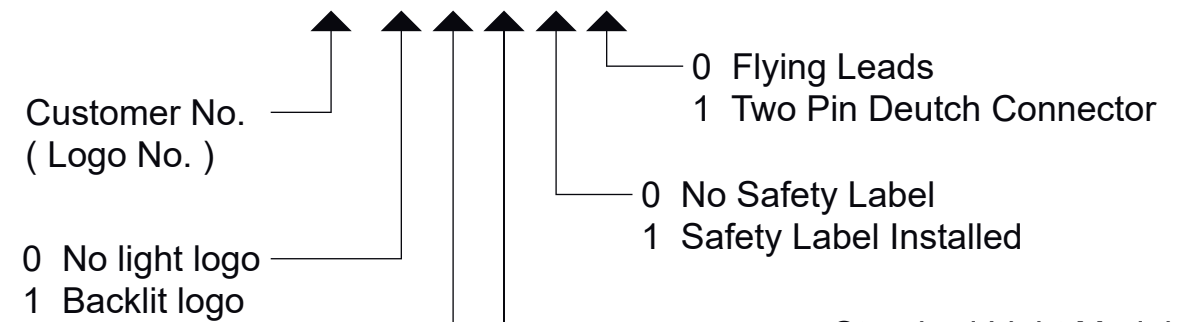 0 Flying Leads
1 Two Pin Deutch Connector
Customer No.
( Logo No. )
0 No Safety Label
1 Safety Label Installed
0 No light logo
1 Backlit logo